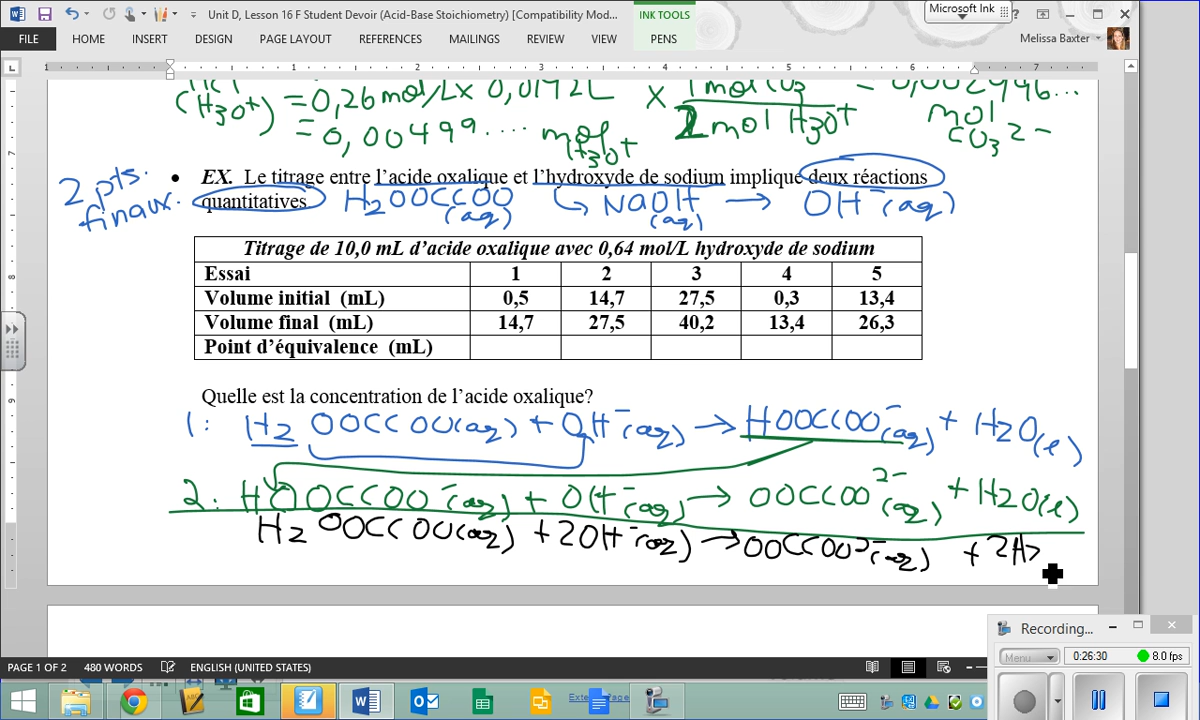 Unit D, Lesson 16 F Student Devoir (Acid-Base Stoichiometry) [Compatibility Mod...
INK TOOLS
Microsoft Ink
FILE HOME INSERT DESIGN PAGE LAYOUT REFERENCES MAILINGS REVIEW VIEW PENS
Melissa Baxter
(H3O+) = 0,26 mol/L x 0,0192L x 1 mol CO3 = 0,002496...
= 0,00499.... mol H3O+ 2 mol H3O+ mol CO3 2-
2 pts. finaux.
• EX. Le titrage entre l'acide oxalique et l'hydroxyde de sodium implique deux réactions
quantitatives H2OOCCOO(aq) ↳ NaOH(aq) → OH-(aq)
Titrage de 10,0 mL d'acide oxalique avec 0,64 mol/L hydroxyde de sodium
Essai 1 2 3 4 5
Volume initial (mL) 0,5 14,7 27,5 0,3 13,4
Volume final (mL) 14,7 27,5 40,2 13,4 26,3
Point d'équivalence (mL)
Quelle est la concentration de l'acide oxalique?
1: H2OOCCOO(aq) + OH-(aq) → HOOCCOO-(aq) + H2O(l)
2: HOOCCOO-(aq) + OH-(aq) → OOCCOO2-(aq) + H2O(l)
H2OOCCOO(aq) + 2OH-(aq) → OOCCOO2-(aq) + 2H2
Recording...
Menu 0:26:30 8.0 fps
PAGE 1 OF 2 480 WORDS ENGLISH (UNITED STATES)